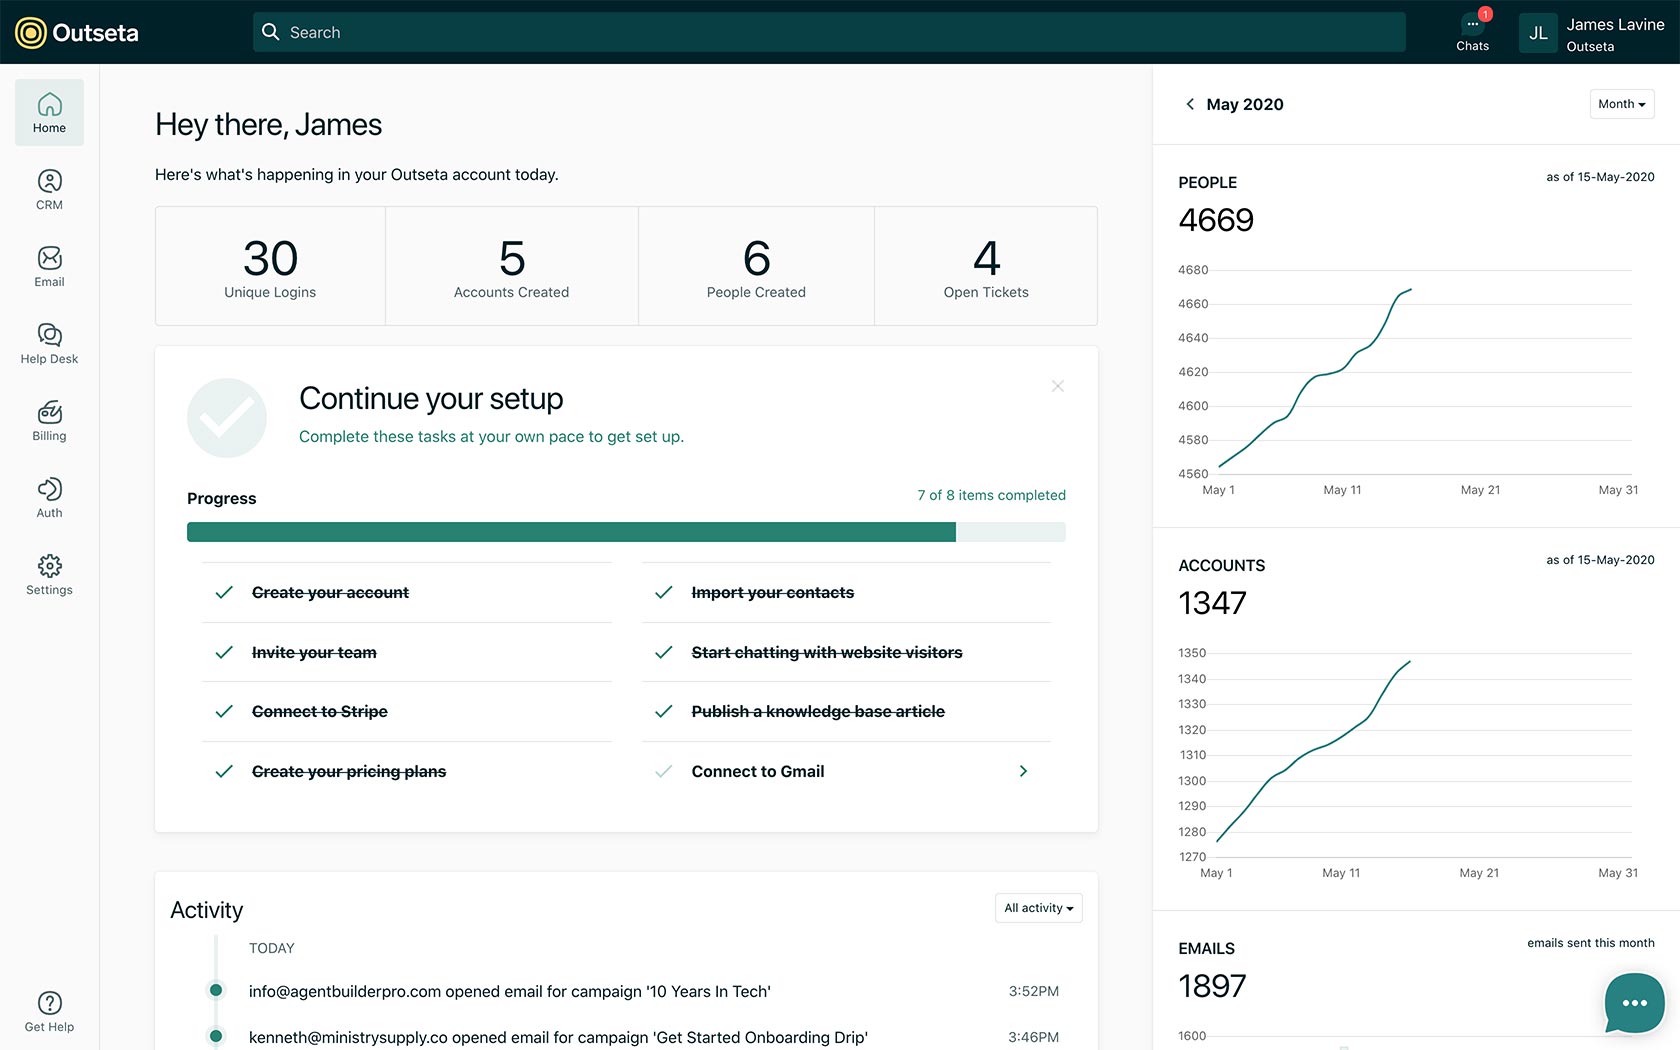 Outseta
Search
1
Chats
JL
James Lavine
Outseta
Home
CRM
Email
Help Desk
Billing
Auth
Settings
Get Help
Hey there, James
Here's what's happening in your Outseta account today.
30
Unique Logins
5
Accounts Created
6
People Created
4
Open Tickets
Continue your setup
Complete these tasks at your own pace to get set up.
Progress
7 of 8 items completed
Create your account
Import your contacts
Invite your team
Start chatting with website visitors
Connect to Stripe
Publish a knowledge base article
Create your pricing plans
Connect to Gmail
Activity
All activity
TODAY
info@agentbuilderpro.com opened email for campaign '10 Years In Tech'
3:52PM
kenneth@ministrysupply.co opened email for campaign 'Get Started Onboarding Drip'
3:46PM
May 2020
Month
PEOPLE
as of 15-May-2020
4669
4680
4660
4640
4620
4600
4580
4560
May 1 May 11 May 21 May 31
ACCOUNTS
as of 15-May-2020
1347
1350
1340
1330
1320
1310
1300
1290
1280
1270
May 1 May 11 May 21 May 31
EMAILS
emails sent this month
1897
1600